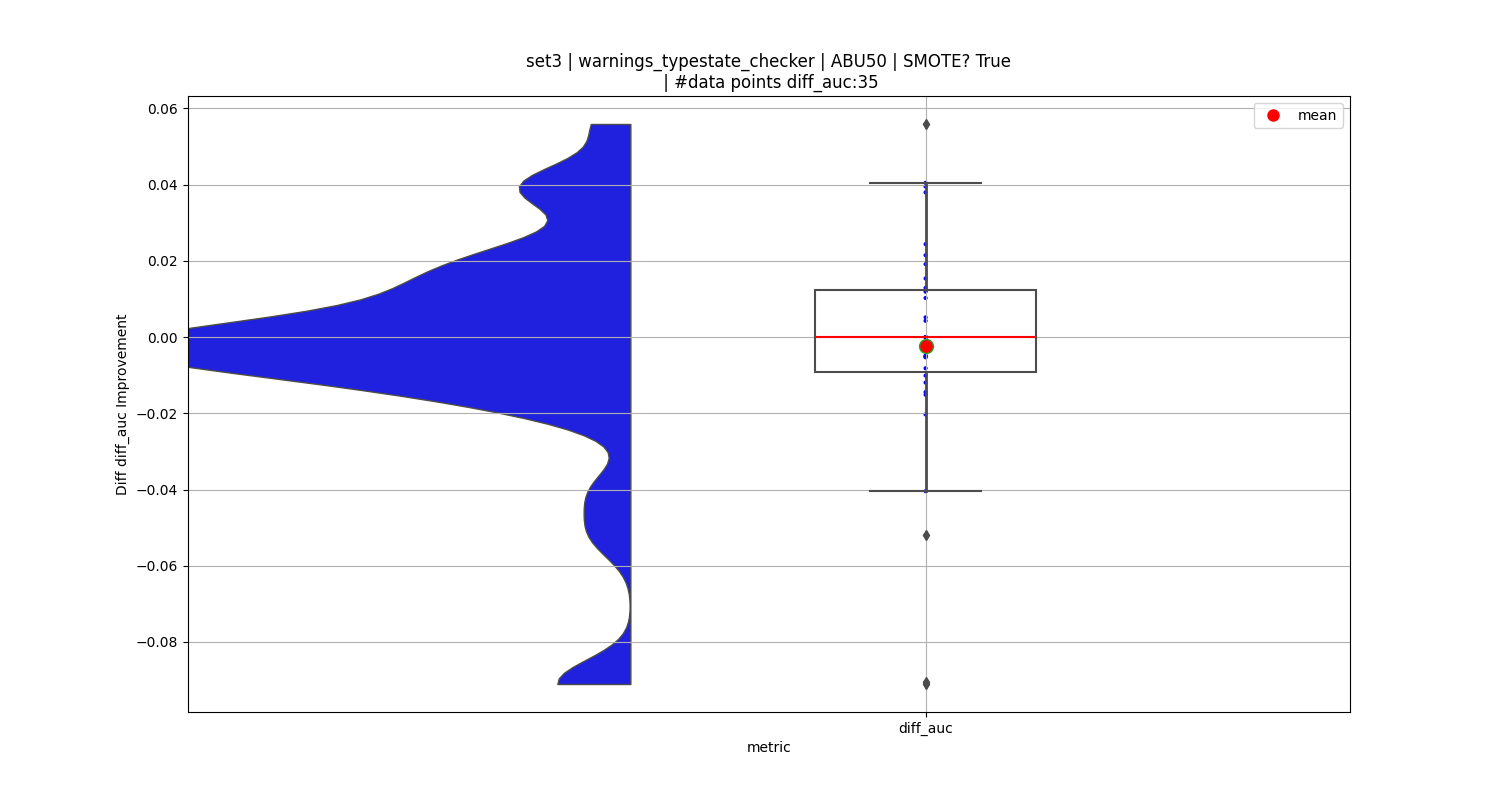 set3 | warnings_typestate_checker | ABU50 | SMOTE? True
| #data points diff_auc:35
mean
0.06
0.04
0.02
0.00
−0.02
−0.04
−0.06
−0.08
Diff diff_auc Improvement
diff_auc
metric